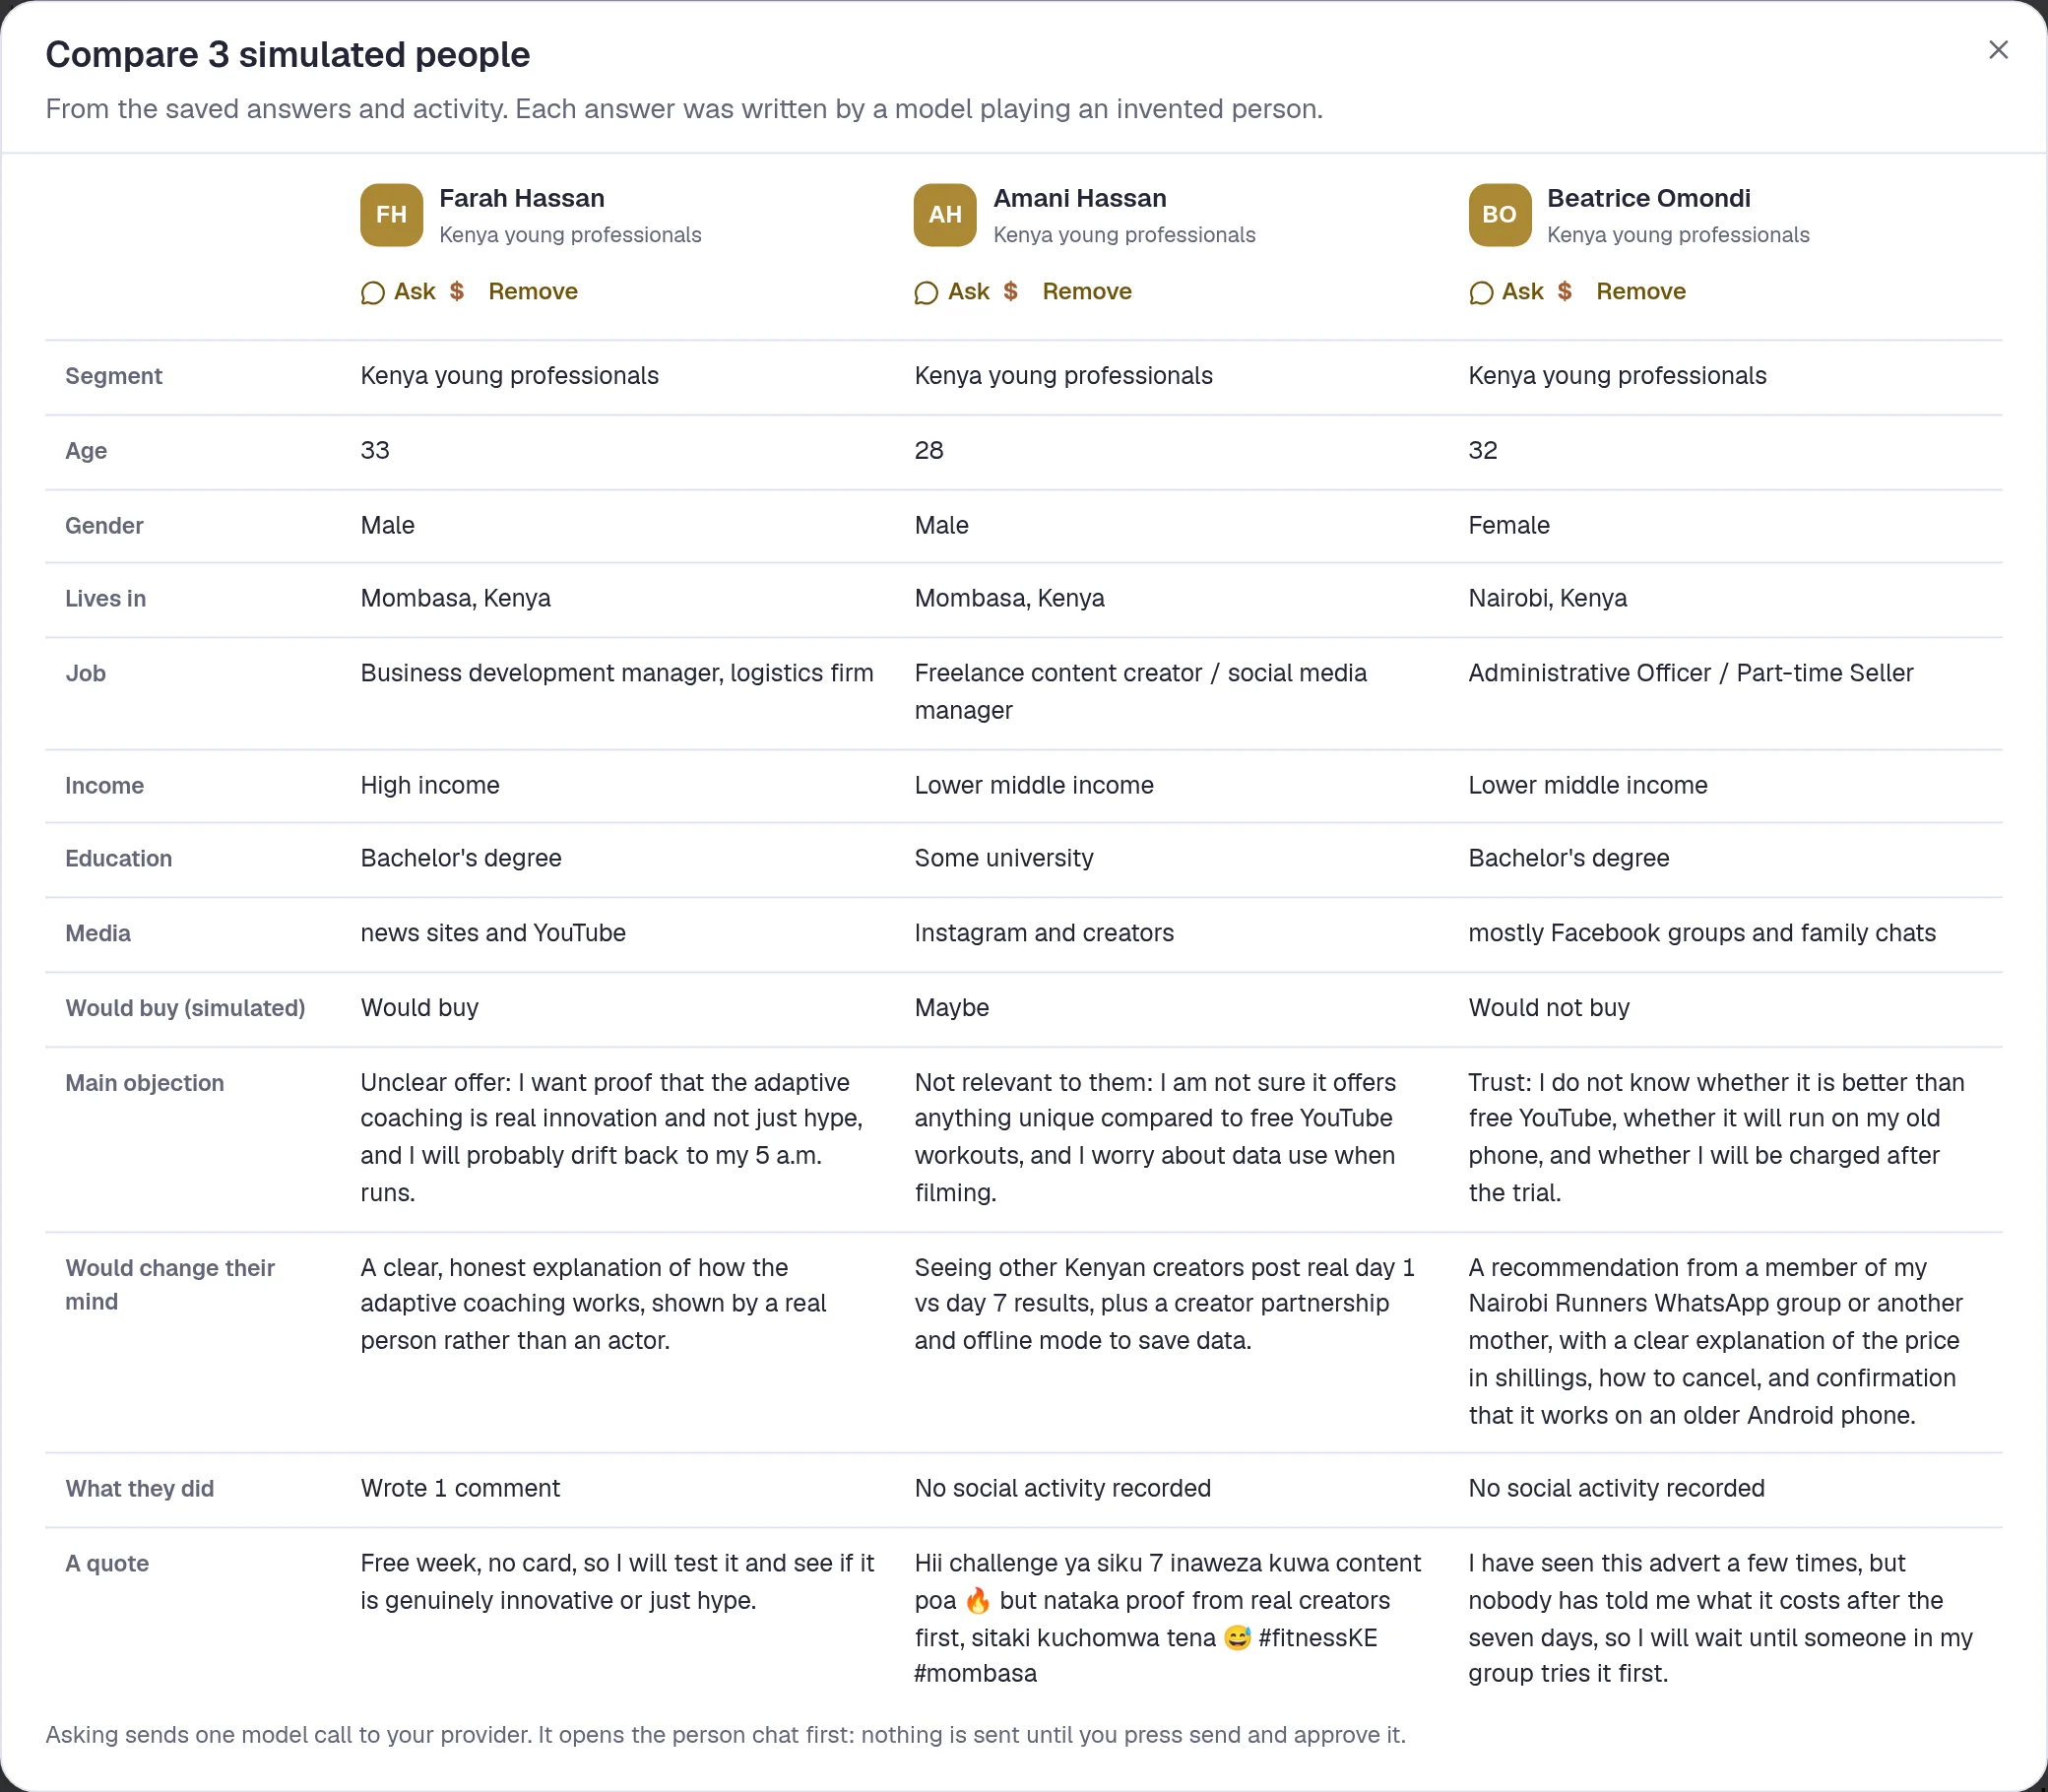 Compare 3 simulated people
From the saved answers and activity. Each answer was written by a model playing an invented person.
FH
Farah Hassan
Kenya young professionals
Ask $ Remove
AH
Amani Hassan
Kenya young professionals
Ask $ Remove
BO
Beatrice Omondi
Kenya young professionals
Ask $ Remove
Segment
Kenya young professionals
Kenya young professionals
Kenya young professionals
Age
33
28
32
Gender
Male
Male
Female
Lives in
Mombasa, Kenya
Mombasa, Kenya
Nairobi, Kenya
Job
Business development manager, logistics firm
Freelance content creator / social media
manager
Administrative Officer / Part-time Seller
Income
High income
Lower middle income
Lower middle income
Education
Bachelor's degree
Some university
Bachelor's degree
Media
news sites and YouTube
Instagram and creators
mostly Facebook groups and family chats
Would buy (simulated)
Would buy
Maybe
Would not buy
Main objection
Unclear offer: I want proof that the adaptive
coaching is real innovation and not just hype,
and I will probably drift back to my 5 a.m.
runs.
Not relevant to them: I am not sure it offers
anything unique compared to free YouTube
workouts, and I worry about data use when
filming.
Trust: I do not know whether it is better than
free YouTube, whether it will run on my old
phone, and whether I will be charged after
the trial.
Would change their
mind
A clear, honest explanation of how the
adaptive coaching works, shown by a real
person rather than an actor.
Seeing other Kenyan creators post real day 1
vs day 7 results, plus a creator partnership
and offline mode to save data.
A recommendation from a member of my
Nairobi Runners WhatsApp group or another
mother, with a clear explanation of the price
in shillings, how to cancel, and confirmation
that it works on an older Android phone.
What they did
Wrote 1 comment
No social activity recorded
No social activity recorded
A quote
Free week, no card, so I will test it and see if it
is genuinely innovative or just hype.
Hii challenge ya siku 7 inaweza kuwa content
poa 🔥 but nataka proof from real creators
first, sitaki kuchomwa tena 😅 #fitnessKE
#mombasa
I have seen this advert a few times, but
nobody has told me what it costs after the
seven days, so I will wait until someone in my
group tries it first.
Asking sends one model call to your provider. It opens the person chat first: nothing is sent until you press send and approve it.